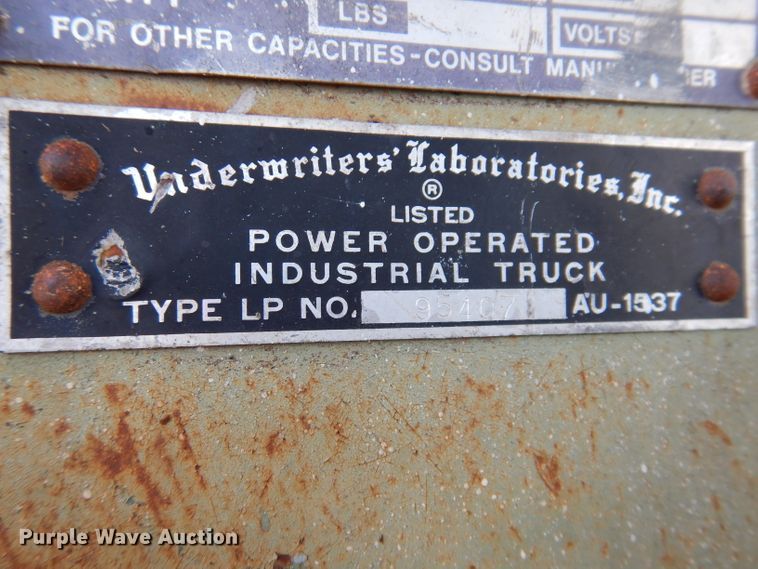 LBS
VOLTS
FOR OTHER CAPACITIES-CONSULT
Underwriters' Laboratories, Inc.
®
LISTED
POWER OPERATED
INDUSTRIAL TRUCK
TYPE LP NO. 95407 AU-1537
Purple Wave Auction